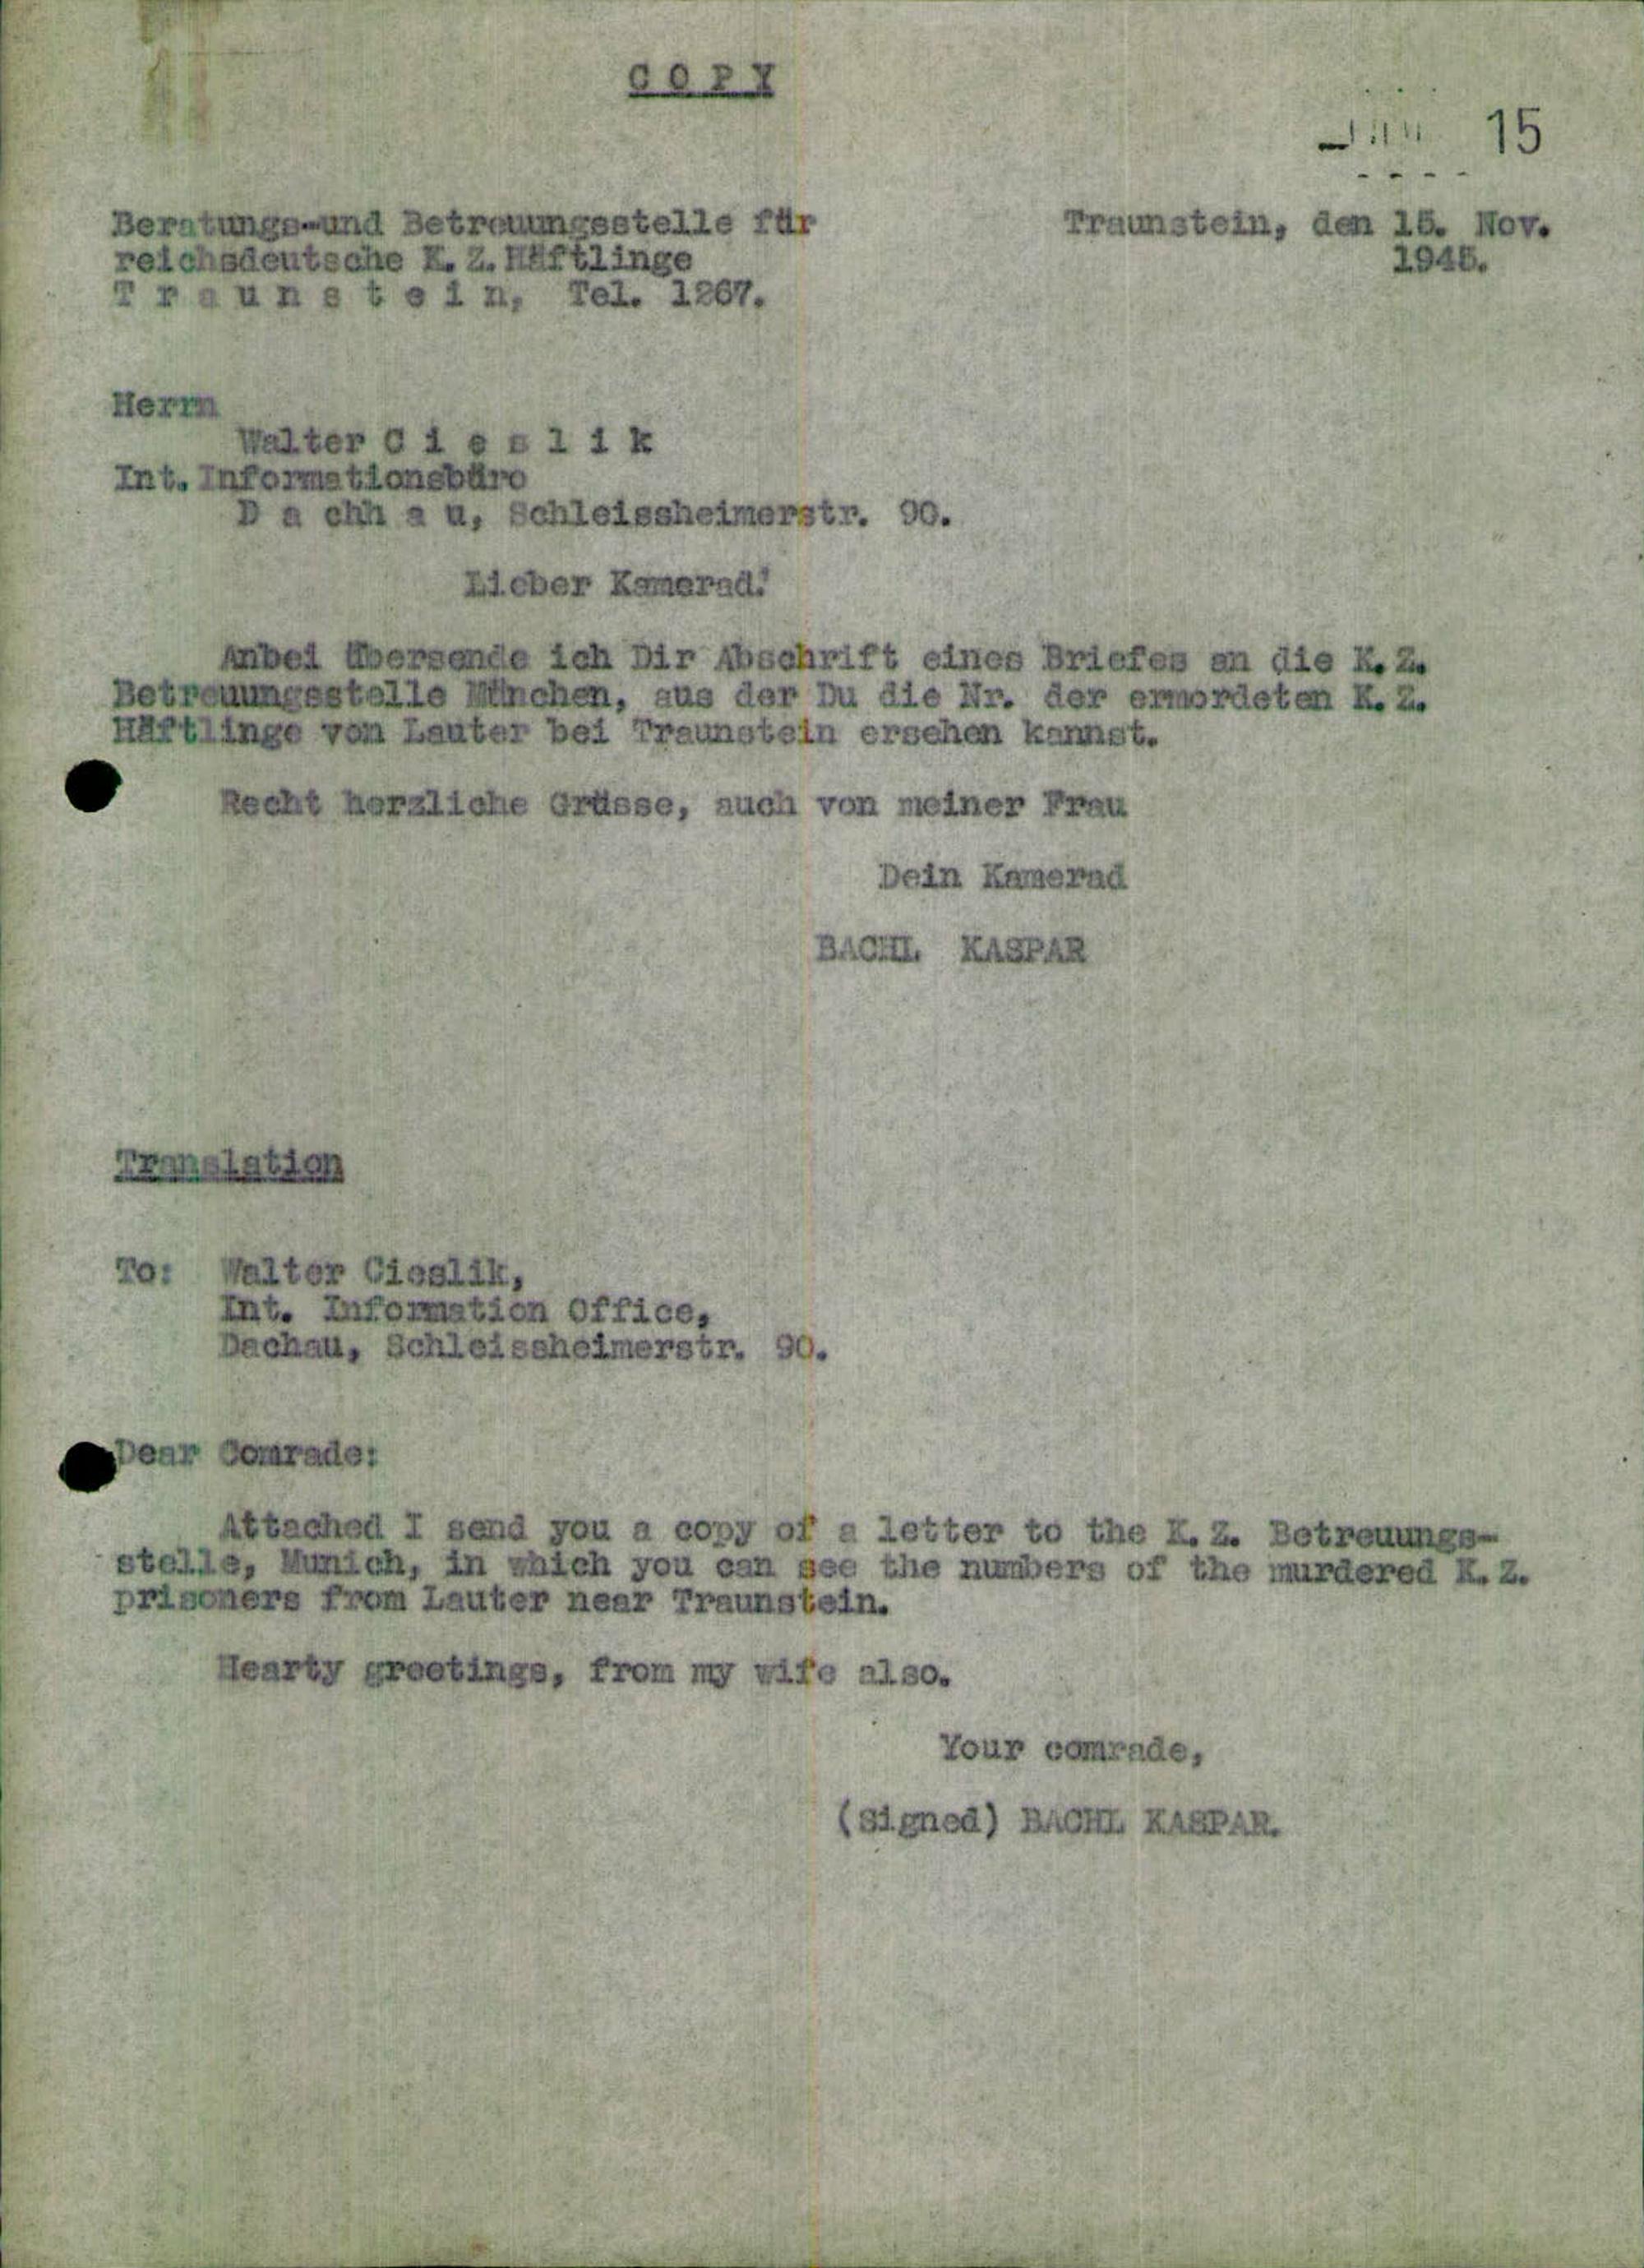 C O P Y
15
Beratungs-und Betreuungsstelle für
reichsdeutsche K.Z.Häftlinge
T r a u n s t e i n, Tel. 1267.
Traunstein, den 15. Nov.
1945.
Herrn
Walter C i e s l i k
Int. Informationsbüro
D a chh a u, Schleissheimerstr. 90.
Lieber Kamerad!
Anbei übersende ich Dir Abschrift eines Briefes an die K.Z.
Betreuungsstelle München, aus der Du die Nr. der ermordeten K.Z.
Häftlinge von Lauter bei Traunstein ersehen kannst.
Recht herzliche Grüsse, auch von meiner Frau
Dein Kamerad
BACHL KASPAR
Translation
To: Walter Cieslik,
Int. Information Office,
Dachau, Schleissheimerstr. 90.
Dear Comrade:
Attached I send you a copy of a letter to the K.Z. Betreuungs-
stelle, Munich, in which you can see the numbers of the murdered K.Z.
prisoners from Lauter near Traunstein.
Hearty greetings, from my wife also.
Your comrade,
(Signed) BACHL KASPAR.